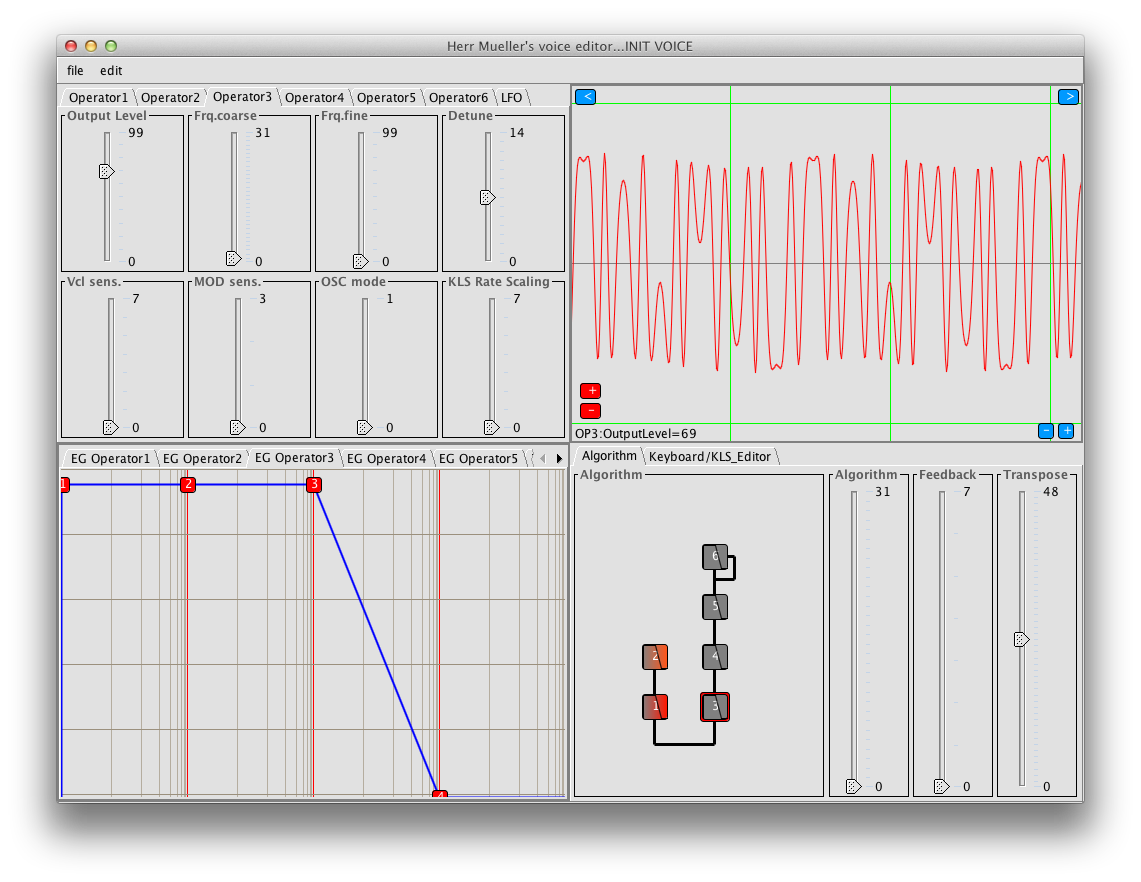 Herr Mueller's voice editor...INIT VOICE
file edit
Operator1 Operator2 Operator3 Operator4 Operator5 Operator6 LFO
Output Level Frq.coarse Frq.fine Detune
99 31 99 14
0 0 0 0
Vcl sens. MOD sens. OSC mode KLS Rate Scaling
7 3 1 7
0 0 0 0
< >
+
-
OP3:OutputLevel=69 - +
EG Operator1 EG Operator2 EG Operator3 EG Operator4 EG Operator5
1 2 3
4
Algorithm Keyboard/KLS_Editor
Algorithm Algorithm Feedback Transpose
31 7 48
6
5
2 4
1 3
0 0 0